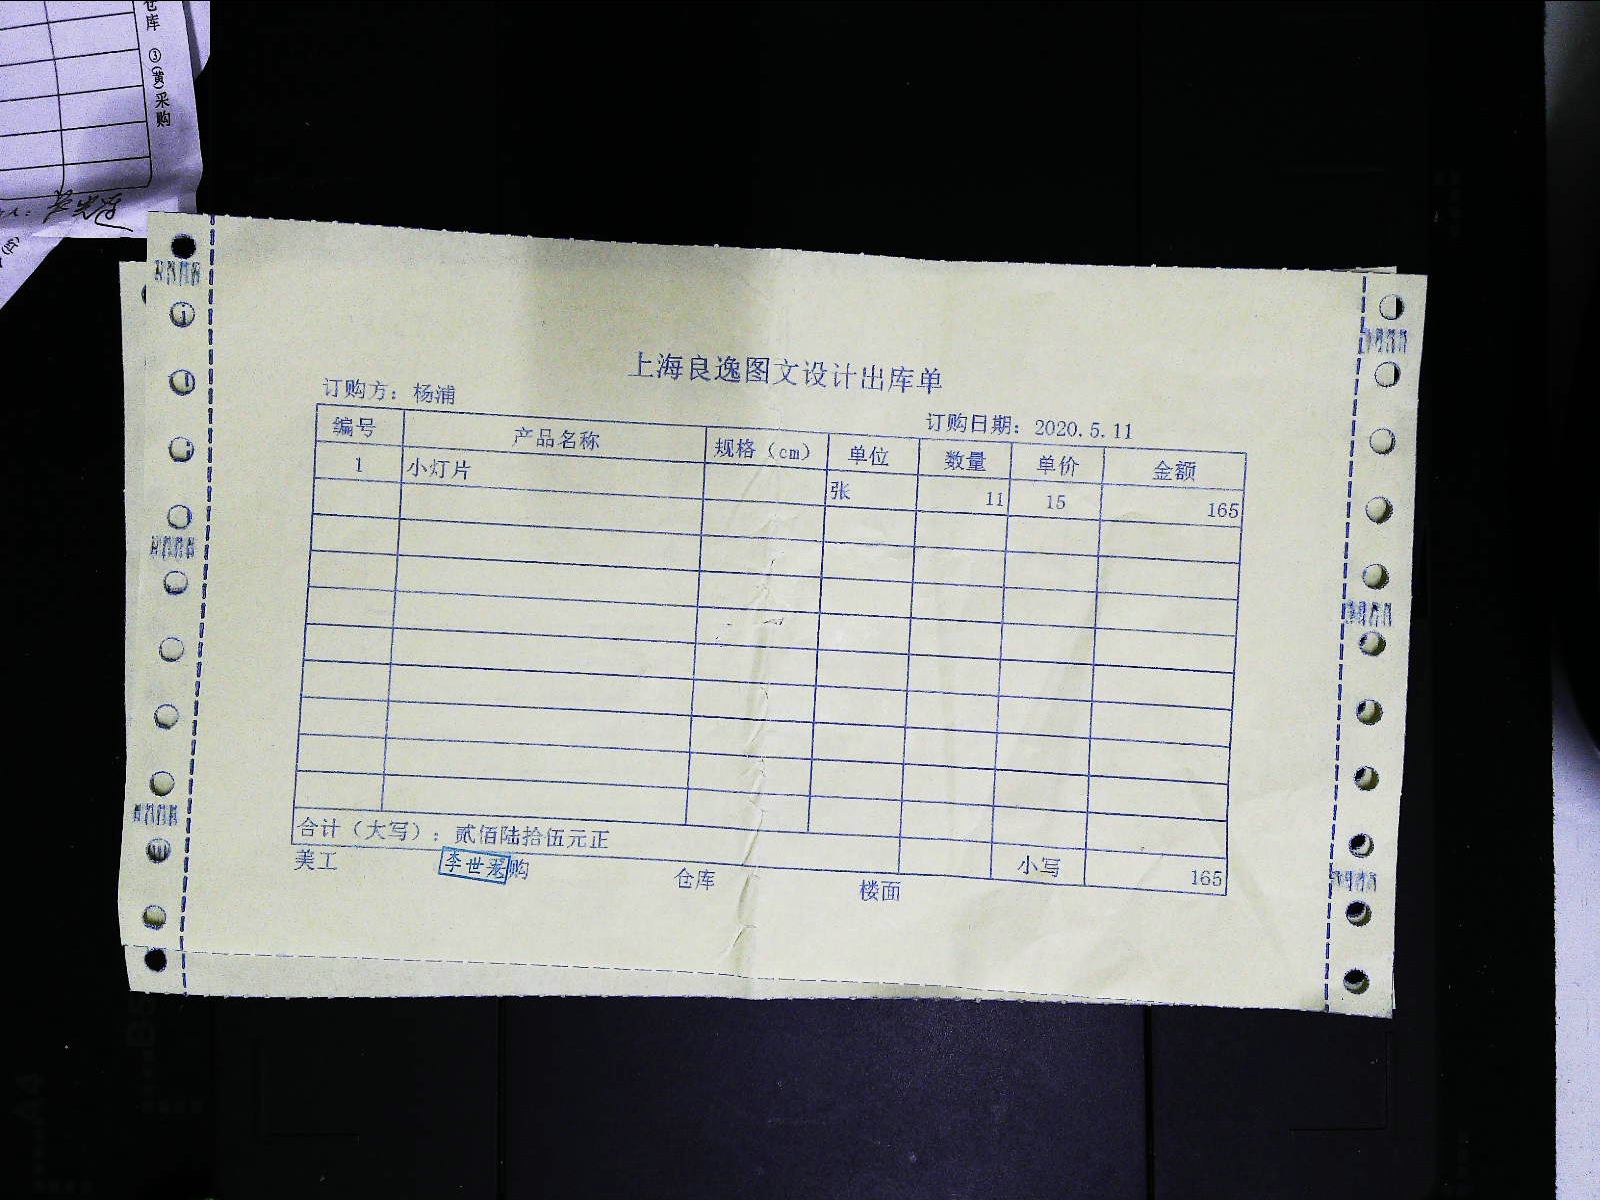 仓库 ③(黄)采购
上海良逸图文设计出库单
订购方：杨浦
订购日期：2020.5.11
编号 产品名称 规格（cm） 单位 数量 单价 金额
1 小灯片 张 11 15 165
合计（大写）：贰佰陆拾伍元正 小写 165
美工 李世 购 仓库 楼面
B5
A4